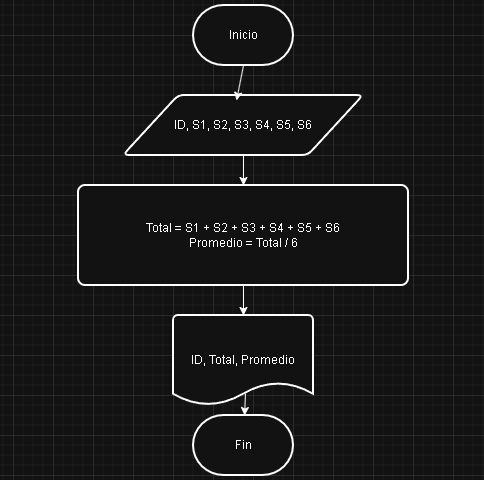 Inicio
ID, S1, S2, S3, S4, S5, S6
Total = S1 + S2 + S3 + S4 + S5 + S6
Promedio = Total / 6
ID, Total, Promedio
Fin